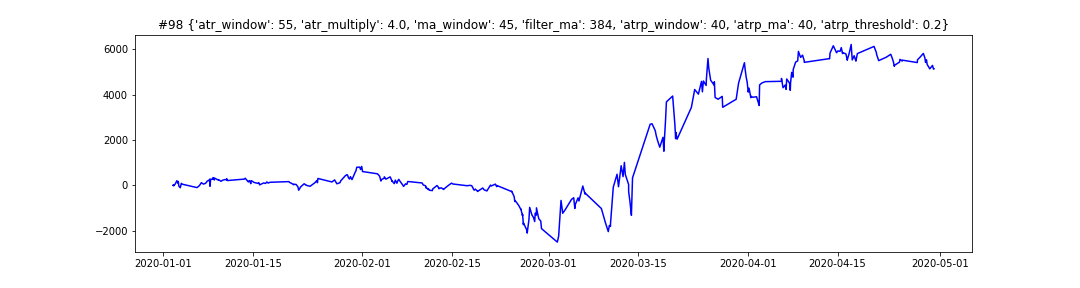 #98 {'atr_window': 55, 'atr_multiply': 4.0, 'ma_window': 45, 'filter_ma': 384, 'atrp_window': 40, 'atrp_ma': 40, 'atrp_threshold': 0.2}
6000
4000
2000
0
−2000
2020-01-01 2020-01-15 2020-02-01 2020-02-15 2020-03-01 2020-03-15 2020-04-01 2020-04-15 2020-05-01